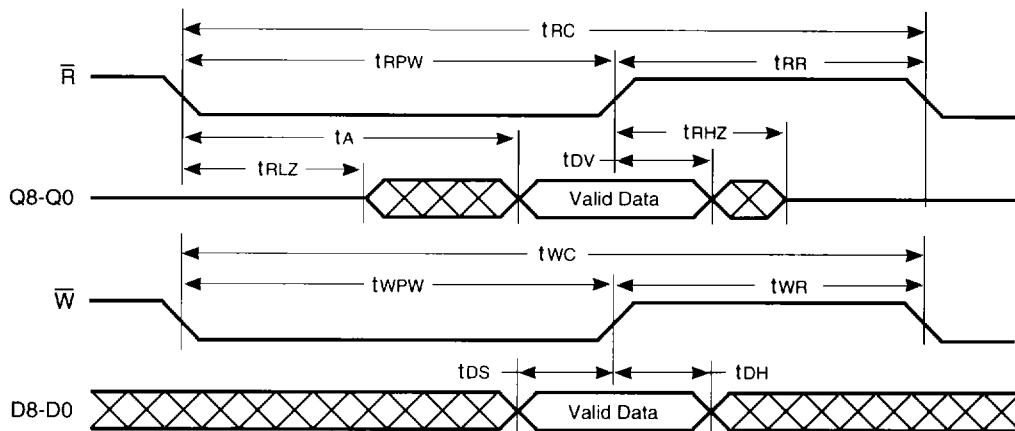 tRC
R̅ tRPW tRR
tA tRHZ
tRLZ tDV
Q8-Q0 Valid Data
tWC
W̅ tWPW tWR
tDS tDH
D8-D0 Valid Data